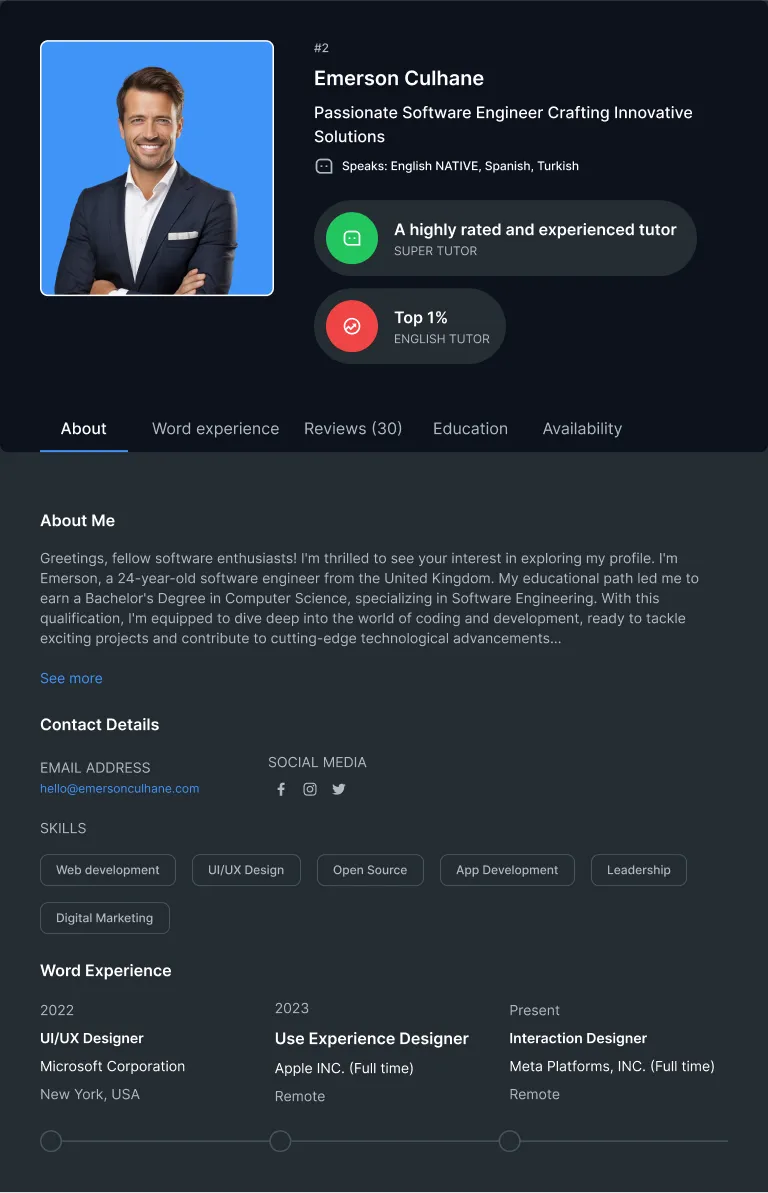 #2
Emerson Culhane
Passionate Software Engineer Crafting Innovative
Solutions
Speaks: English NATIVE, Spanish, Turkish
A highly rated and experienced tutor
SUPER TUTOR
Top 1%
ENGLISH TUTOR
About
Word experience
Reviews (30)
Education
Availability
About Me
Greetings, fellow software enthusiasts! I'm thrilled to see your interest in exploring my profile. I'm
Emerson, a 24-year-old software engineer from the United Kingdom. My educational path led me to
earn a Bachelor's Degree in Computer Science, specializing in Software Engineering. With this
qualification, I'm equipped to dive deep into the world of coding and development, ready to tackle
exciting projects and contribute to cutting-edge technological advancements...
See more
Contact Details
EMAIL ADDRESS
hello@emersonculhane.com
SOCIAL MEDIA
SKILLS
Web development
UI/UX Design
Open Source
App Development
Leadership
Digital Marketing
Word Experience
2022
UI/UX Designer
Microsoft Corporation
New York, USA
2023
Use Experience Designer
Apple INC. (Full time)
Remote
Present
Interaction Designer
Meta Platforms, INC. (Full time)
Remote